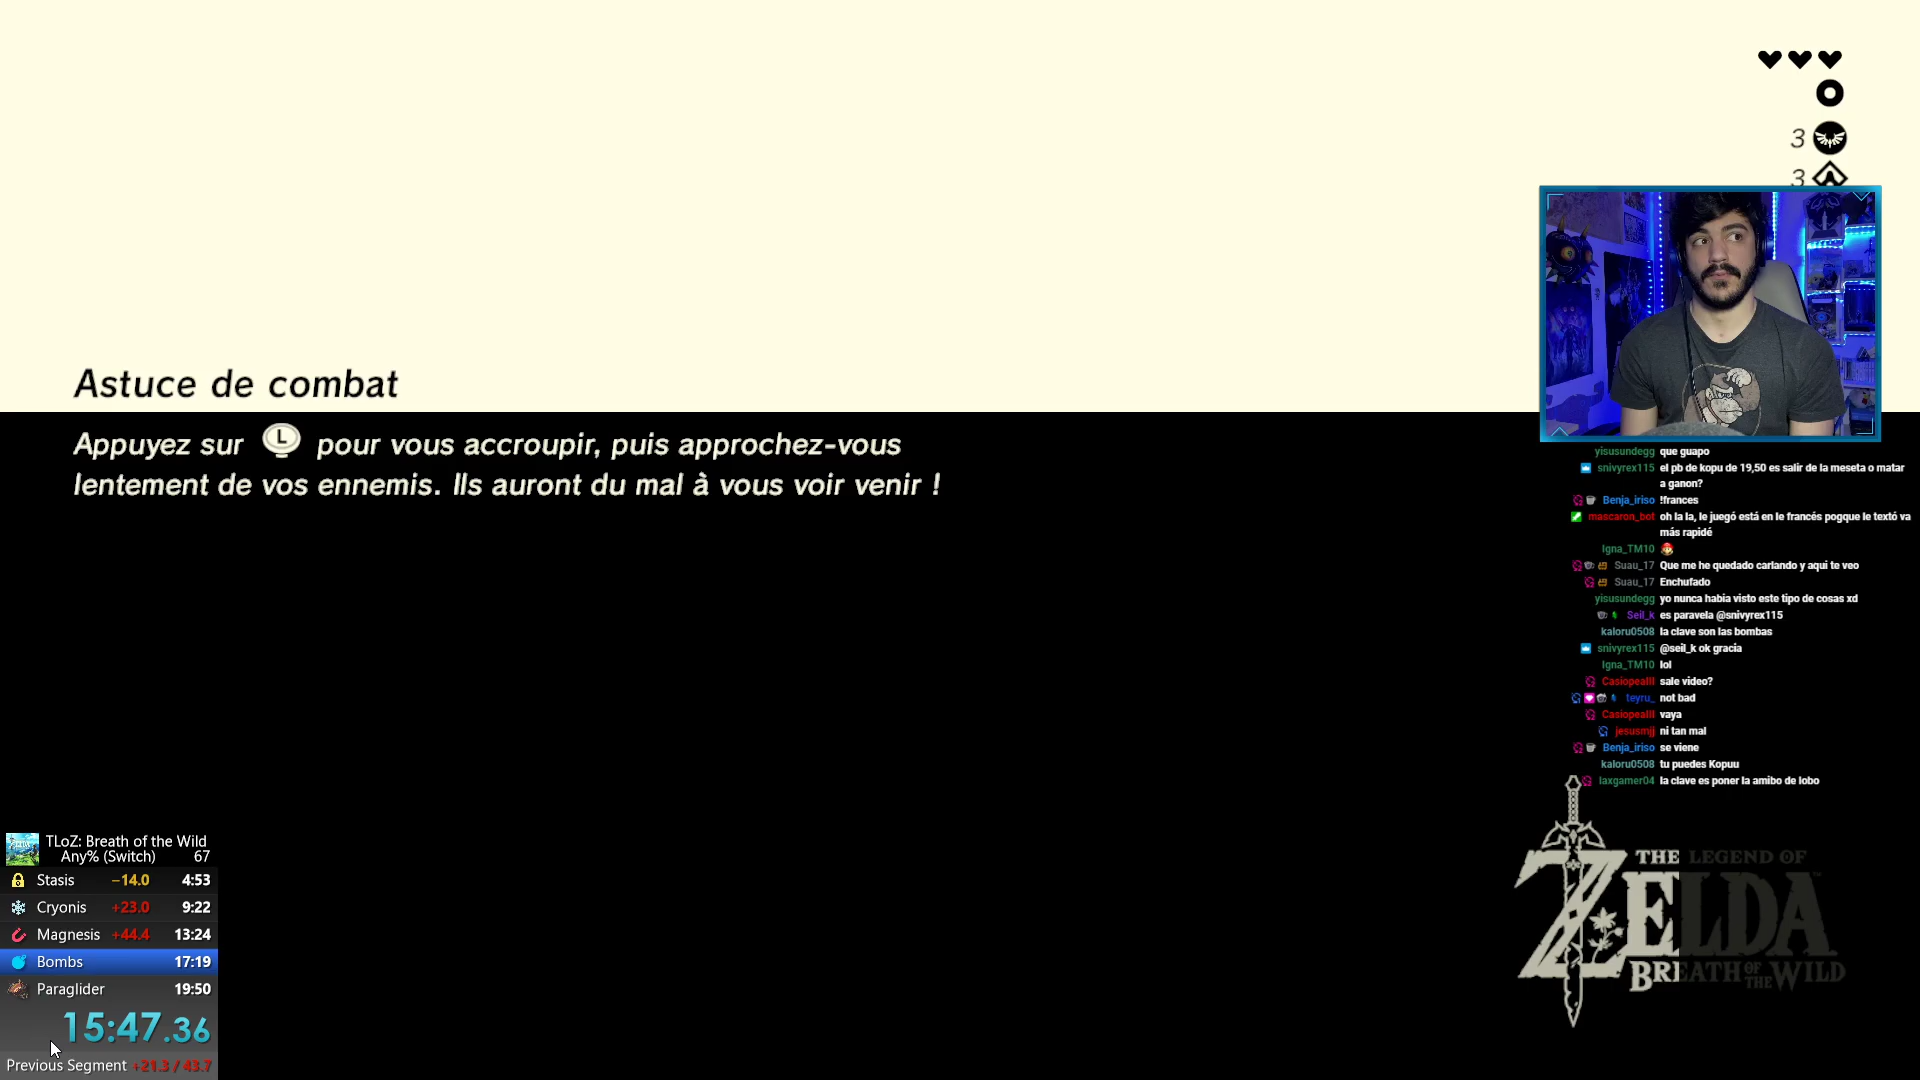 3
3
Astuce de combat
Appuyez sur L pour vous accroupir, puis approchez-vous
lentement de vos ennemis. Ils auront du mal à vous voir venir !
yisusundegg que guapo
snivyrex115 el pb de kopu de 19,50 es salir de la meseta o matar
a ganon?
Benja_iriso !frances
mascaron_bot oh la la, le juegó está en le francés pogque le textó va
más rapidé
Igna_TM10
Suau_17 Que me he quedado carlando y aqui te veo
Suau_17 Enchufado
yisusundegg yo nunca habia visto este tipo de cosas xd
Seil_k es paravela @snivyrex115
kaloru0508 la clave son las bombas
snivyrex115 @seil_k ok gracia
Igna_TM10 lol
Casiopealll sale video?
teyru_ not bad
Casiopealll vaya
jesusmjj ni tan mal
Benja_iriso se viene
kaloru0508 tu puedes Kopuu
laxgamer04 la clave es poner la amibo de lobo
TLoZ: Breath of the Wild
Any% (Switch) 67
Stasis −14.0 4:53
Cryonis +23.0 9:22
Magnesis +44.4 13:24
Bombs 17:19
Paraglider 19:50
15:47.36
Previous Segment +21.3 / 43.7
THE LEGEND OF
ZELDA
BREATH OF THE WILD